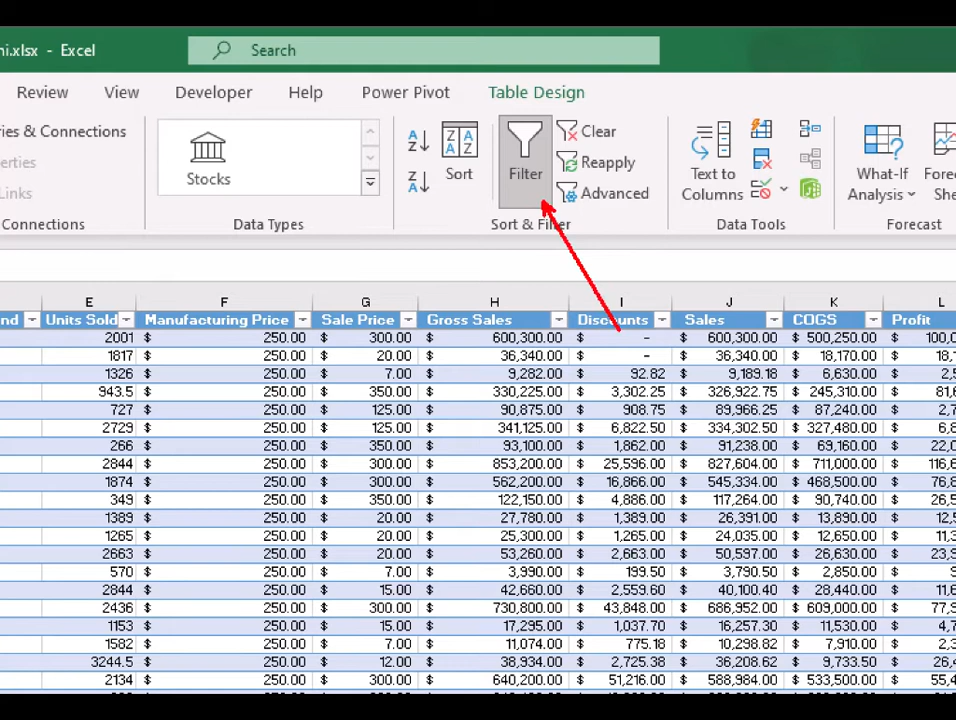 ni.xlsx - Excel Search
Review View Developer Help Power Pivot Table Design
ries & Connections
erties
Links
Connections
Stocks
Data Types
Sort
Filter
Clear
Reapply
Advanced
Sort & Filter
Text to
Columns
Data Tools
What-If
Analysis
Fore
She
Forecast
E F G H I J K L
nd Units Sold Manufacturing Price Sale Price Gross Sales Discounts Sales COGS Profit
2001 $ 250.00 $ 300.00 $ 600,300.00 $ - $ 600,300.00 $ 500,250.00 $ 100,0
1817 $ 250.00 $ 20.00 $ 36,340.00 $ - $ 36,340.00 $ 18,170.00 $ 18,1
1326 $ 250.00 $ 7.00 $ 9,282.00 $ 92.82 $ 9,189.18 $ 6,630.00 $ 2,5
943.5 $ 250.00 $ 350.00 $ 330,225.00 $ 3,302.25 $ 326,922.75 $ 245,310.00 $ 81,6
727 $ 250.00 $ 125.00 $ 90,875.00 $ 908.75 $ 89,966.25 $ 87,240.00 $ 2,7
2729 $ 250.00 $ 125.00 $ 341,125.00 $ 6,822.50 $ 334,302.50 $ 327,480.00 $ 6,8
266 $ 250.00 $ 350.00 $ 93,100.00 $ 1,862.00 $ 91,238.00 $ 69,160.00 $ 22,0
2844 $ 250.00 $ 300.00 $ 853,200.00 $ 25,596.00 $ 827,604.00 $ 711,000.00 $ 116,6
1874 $ 250.00 $ 300.00 $ 562,200.00 $ 16,866.00 $ 545,334.00 $ 468,500.00 $ 76,8
349 $ 250.00 $ 350.00 $ 122,150.00 $ 4,886.00 $ 117,264.00 $ 90,740.00 $ 26,5
1389 $ 250.00 $ 20.00 $ 27,780.00 $ 1,389.00 $ 26,391.00 $ 13,890.00 $ 12,5
1265 $ 250.00 $ 20.00 $ 25,300.00 $ 1,265.00 $ 24,035.00 $ 12,650.00 $ 11,3
2663 $ 250.00 $ 20.00 $ 53,260.00 $ 2,663.00 $ 50,597.00 $ 26,630.00 $ 23,9
570 $ 250.00 $ 7.00 $ 3,990.00 $ 199.50 $ 3,790.50 $ 2,850.00 $
2844 $ 250.00 $ 15.00 $ 42,660.00 $ 2,559.60 $ 40,100.40 $ 28,440.00 $ 11,6
2436 $ 250.00 $ 300.00 $ 730,800.00 $ 43,848.00 $ 686,952.00 $ 609,000.00 $ 77,9
1153 $ 250.00 $ 15.00 $ 17,295.00 $ 1,037.70 $ 16,257.30 $ 11,530.00 $ 4,7
1582 $ 250.00 $ 7.00 $ 11,074.00 $ 775.18 $ 10,298.82 $ 7,910.00 $ 2,3
3244.5 $ 250.00 $ 12.00 $ 38,934.00 $ 2,725.38 $ 36,208.62 $ 9,733.50 $ 26,4
2134 $ 250.00 $ 300.00 $ 640,200.00 $ 51,216.00 $ 588,984.00 $ 533,500.00 $ 55,4